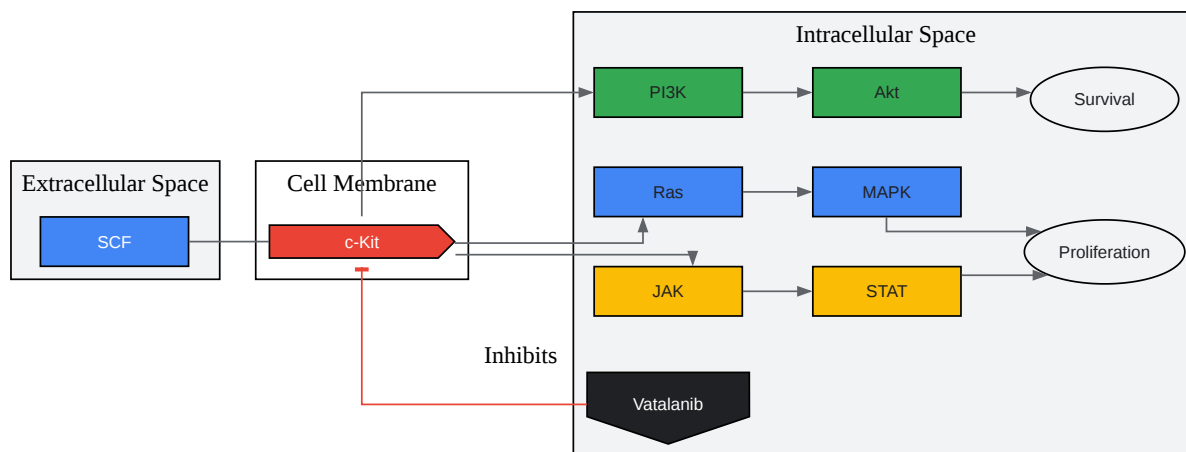 Intracellular Space
PI3K
Akt
Survival
Extracellular Space
Cell Membrane
Ras
MAPK
SCF
c-Kit
Proliferation
JAK
STAT
Inhibits
Vatalanib